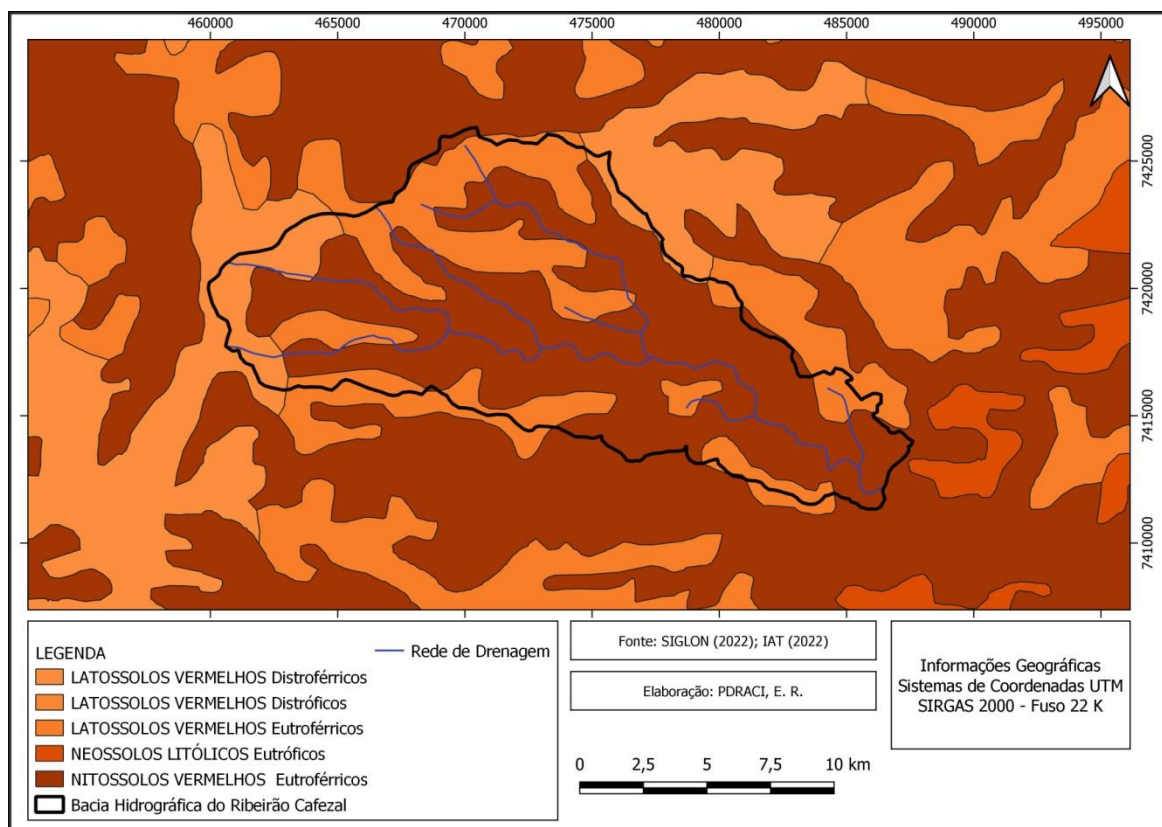 460000 465000 470000 475000 480000 485000 490000 495000
7425000
7420000
7415000
7410000
LEGENDA
Rede de Drenagem
LATOSSOLOS VERMELHOS Distroférricos
LATOSSOLOS VERMELHOS Distróficos
LATOSSOLOS VERMELHOS Eutroférricos
NEOSSOLOS LITÓLICOS Eutróficos
NITOSSOLOS VERMELHOS Eutroférricos
Bacia Hidrográfica do Ribeirão Cafezal
Fonte: SIGLON (2022); IAT (2022)
Elaboração: PDRACI, E. R.
0 2,5 5 7,5 10 km
Informações Geográficas
Sistemas de Coordenadas UTM
SIRGAS 2000 - Fuso 22 K